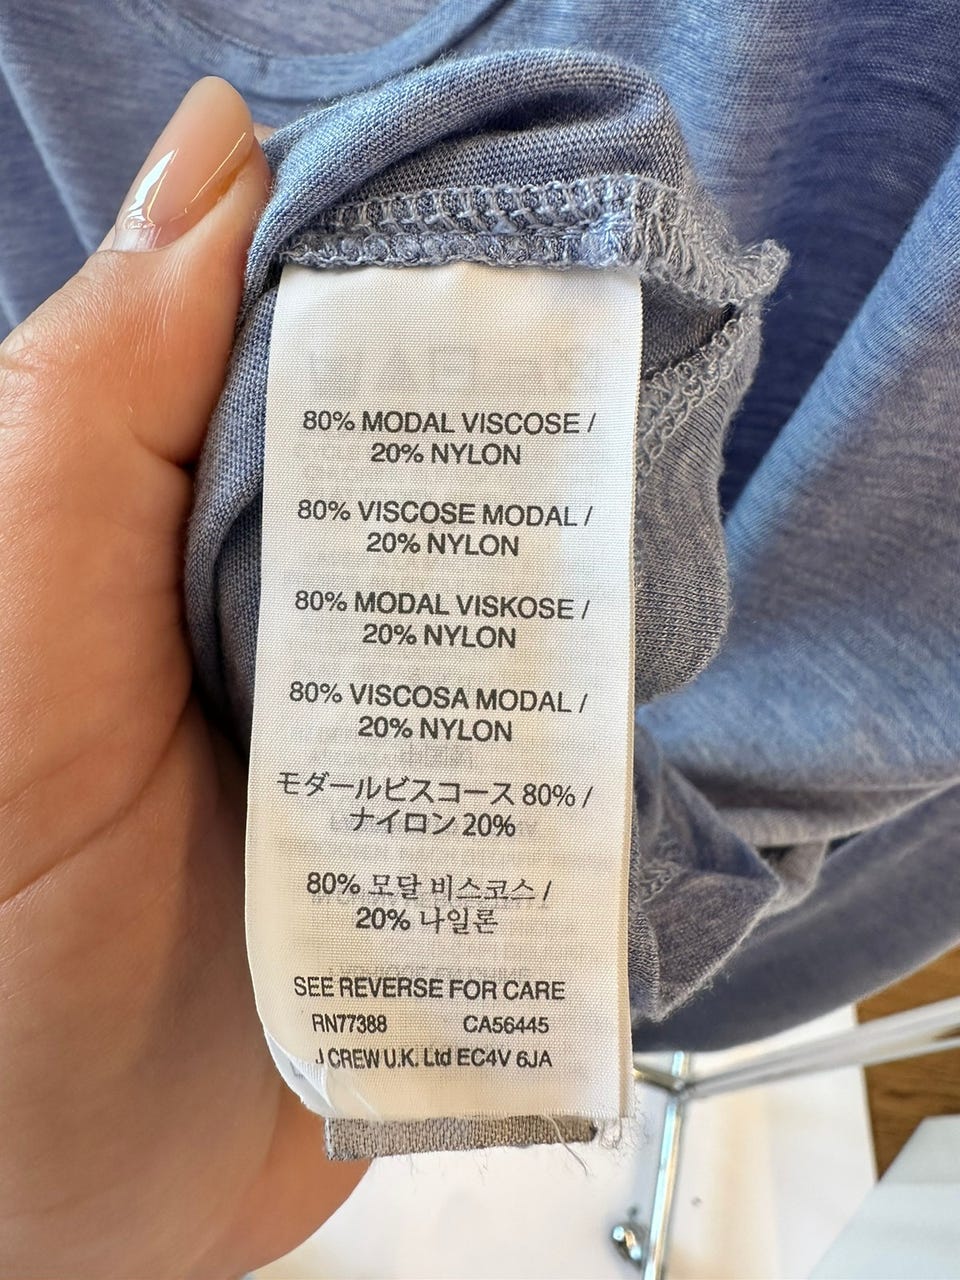 80% MODAL VISCOSE /
20% NYLON
80% VISCOSE MODAL /
20% NYLON
80% MODAL VISKOSE /
20% NYLON
80% VISCOSA MODAL /
20% NYLON
モダールビスコース 80% /
ナイロン 20%
80% 모달 비스코스 /
20% 나일론
SEE REVERSE FOR CARE
RN77388 CA56445
J CREW U.K. Ltd EC4V 6JA